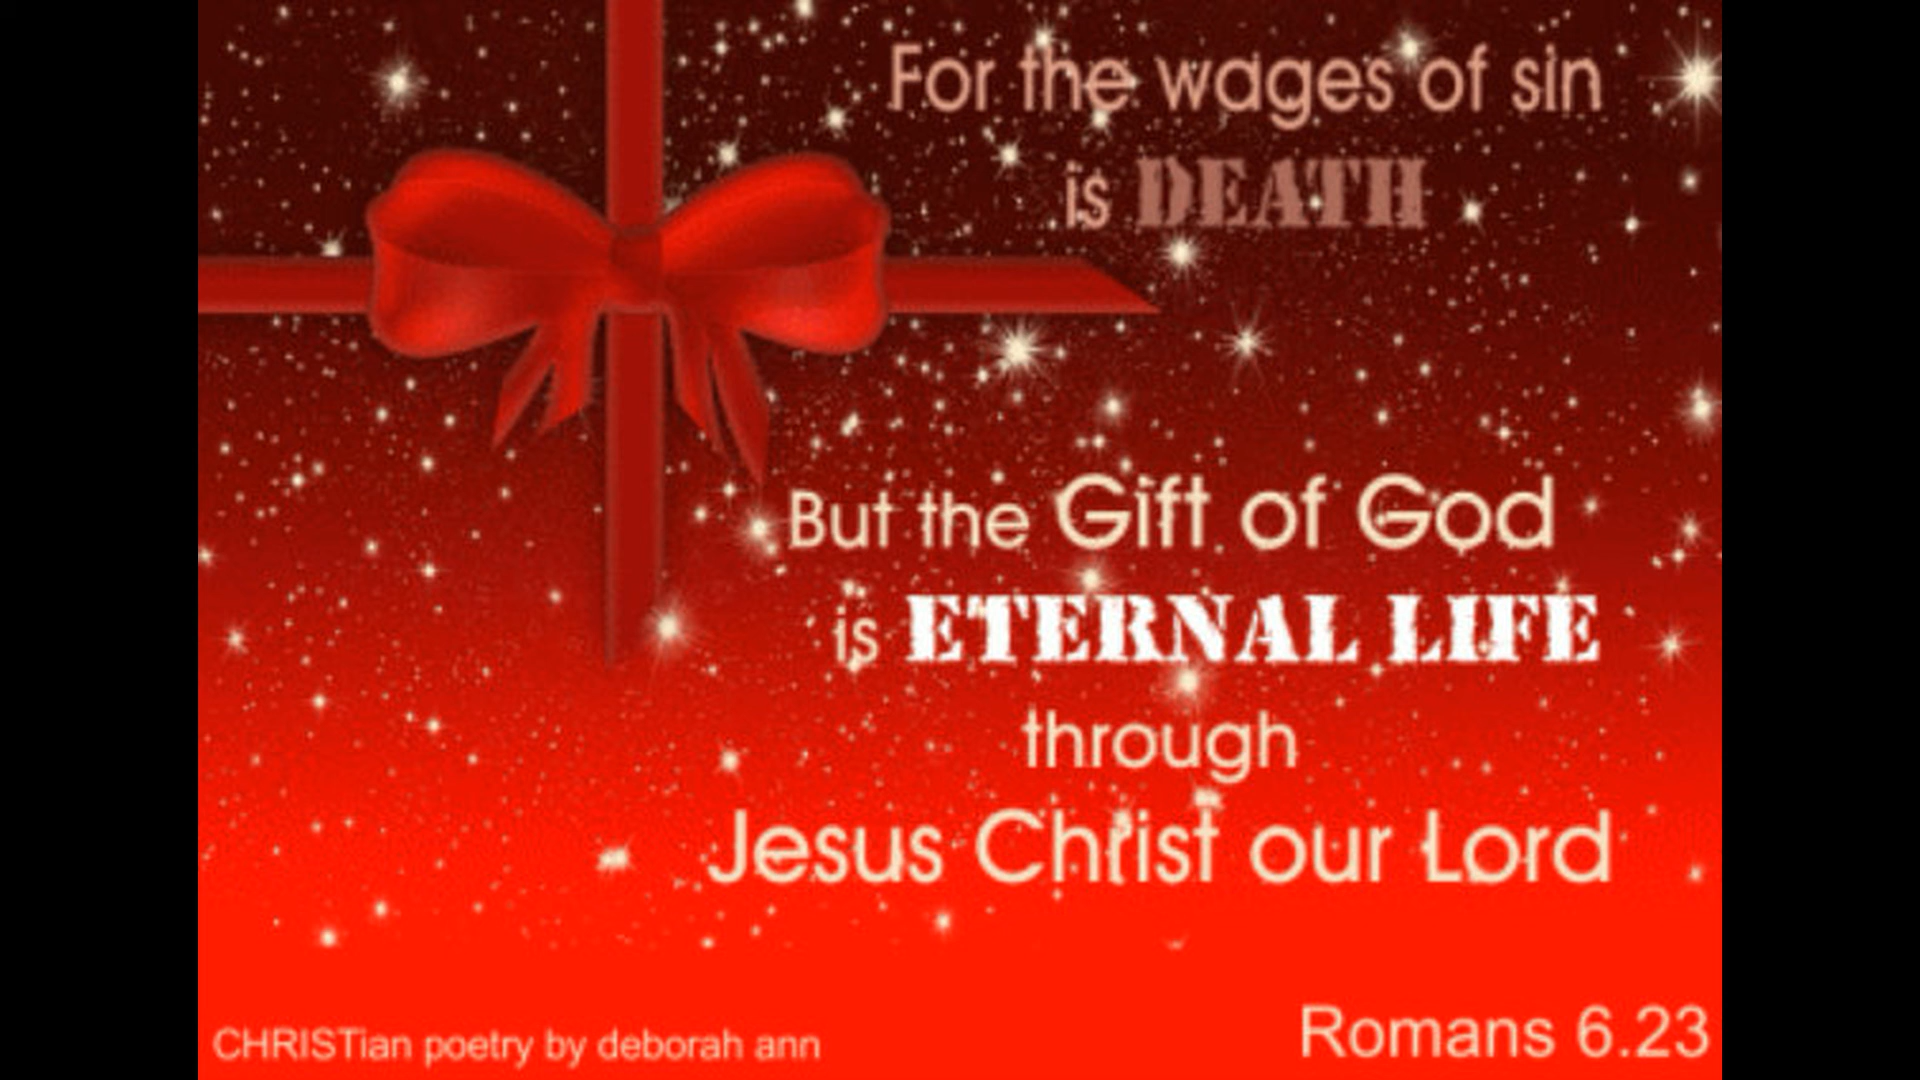 For the wages of sin
is DEATH
But the Gift of God
is ETERNAL LIFE
through
Jesus Christ our Lord
CHRISTian poetry by deborah ann
Romans 6.23